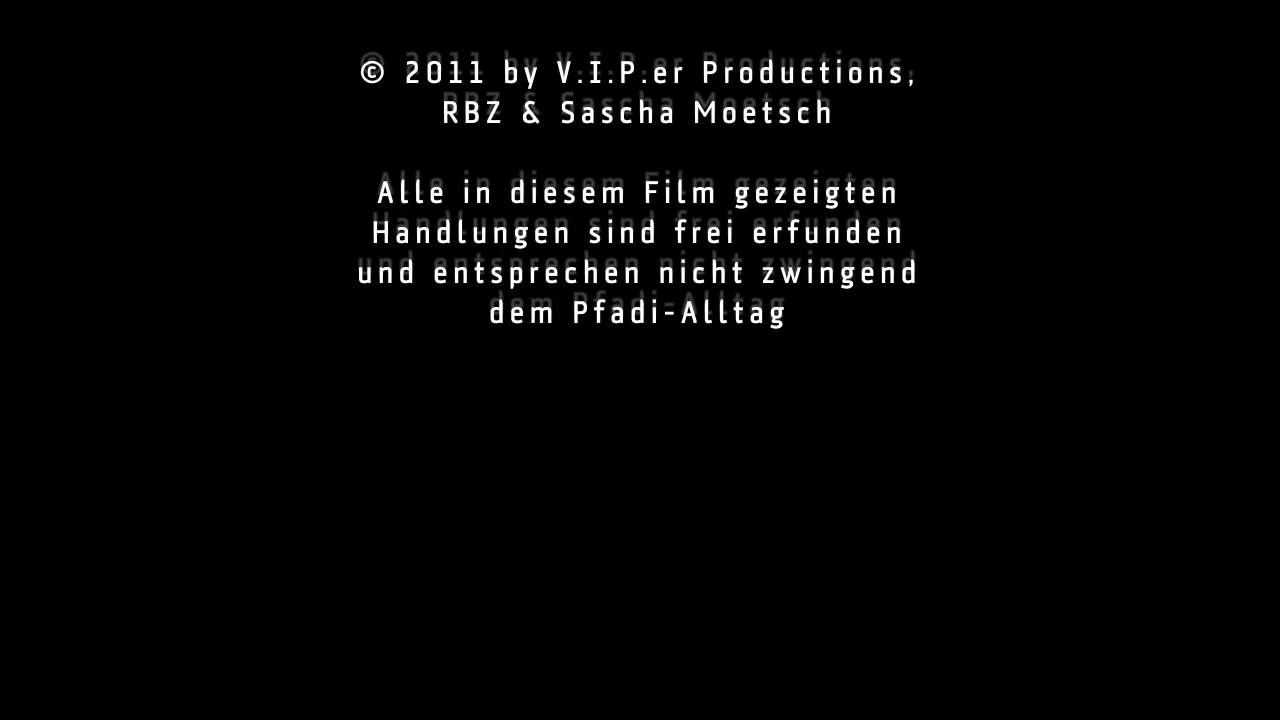 © 2011 by V.I.P.er Productions,
RBZ & Sascha Moetsch
Alle in diesem Film gezeigten
Handlungen sind frei erfunden
und entsprechen nicht zwingend
dem Pfadi-Alltag